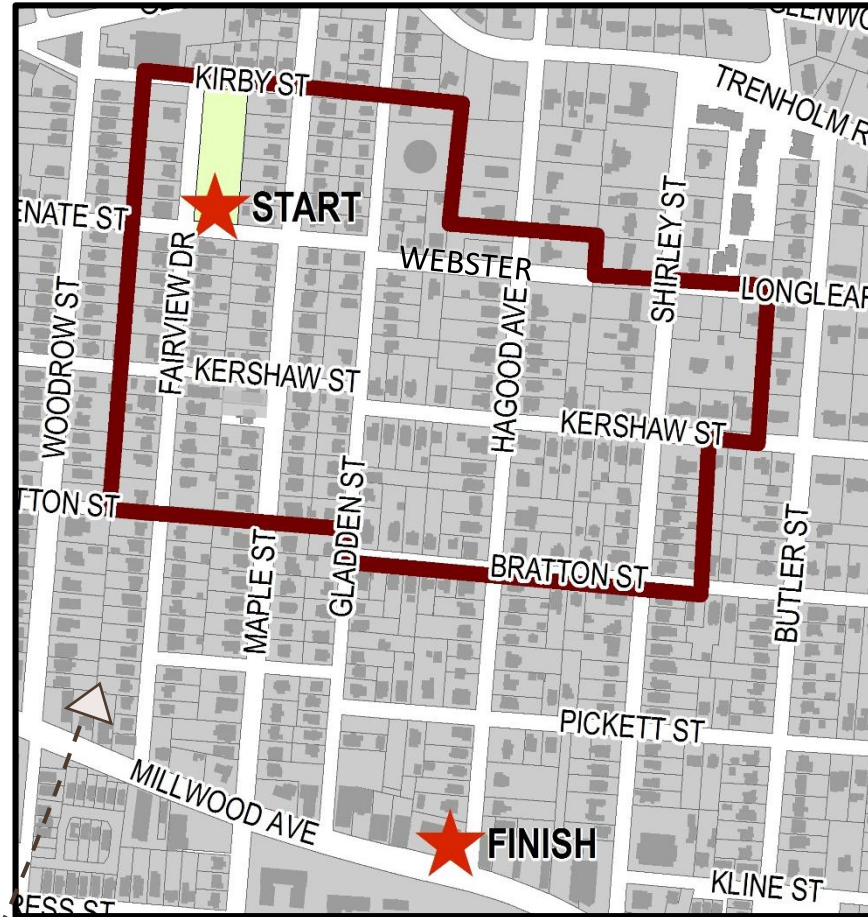 GLENWO
KIRBY ST
TRENHOLM R
START
ENATE ST
SHIRLEY ST
FAIRVIEW DR
WEBSTER
WOODROW ST
HAGOOD AVE
LONGLEAF
KERSHAW ST
KERSHAW ST
TTON ST
GLADDEN ST
MAPLE ST
BRATTON ST
BUTLER ST
PICKETT ST
MILLWOOD AVE
FINISH
KLINE ST
RESS ST